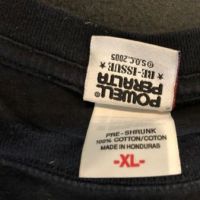 POWELL
PERALTA
RE-ISSUE
© S.O.C. 2005
PRE-SHRUNK
100% COTTON/COTON
MADE IN HONDURAS
-XL-